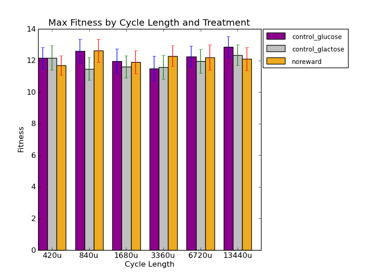 Max Fitness by Cycle Length and Treatment
14
12
10
8
6
4
2
0
Fitness
420u 840u 1680u 3360u 6720u 13440u
Cycle Length
control_glucose
control_glactose
noreward